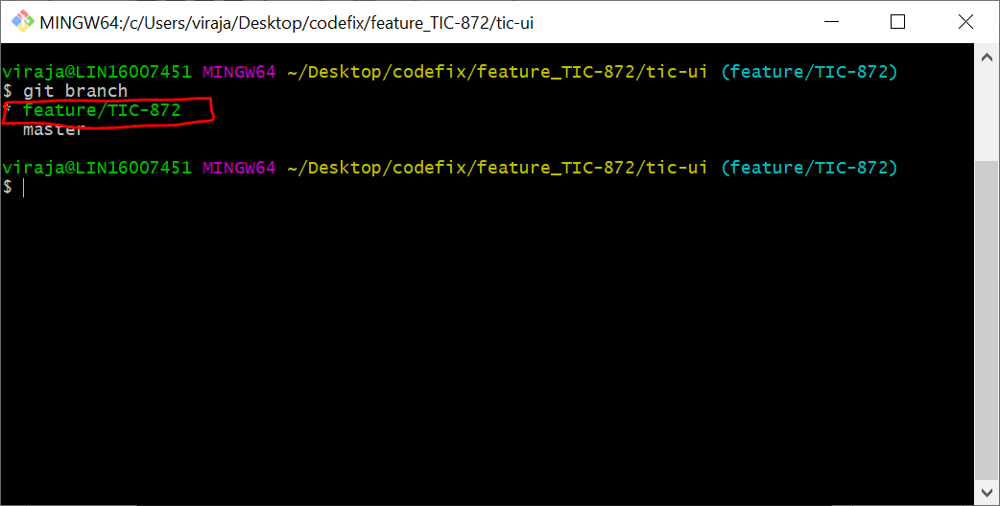 MINGW64:/c/Users/viraja/Desktop/codefix/feature_TIC-872/tic-ui
viraja@LIN16007451 MINGW64 ~/Desktop/codefix/feature_TIC-872/tic-ui (feature/TIC-872)
$ git branch
* feature/TIC-872
  master
viraja@LIN16007451 MINGW64 ~/Desktop/codefix/feature_TIC-872/tic-ui (feature/TIC-872)
$